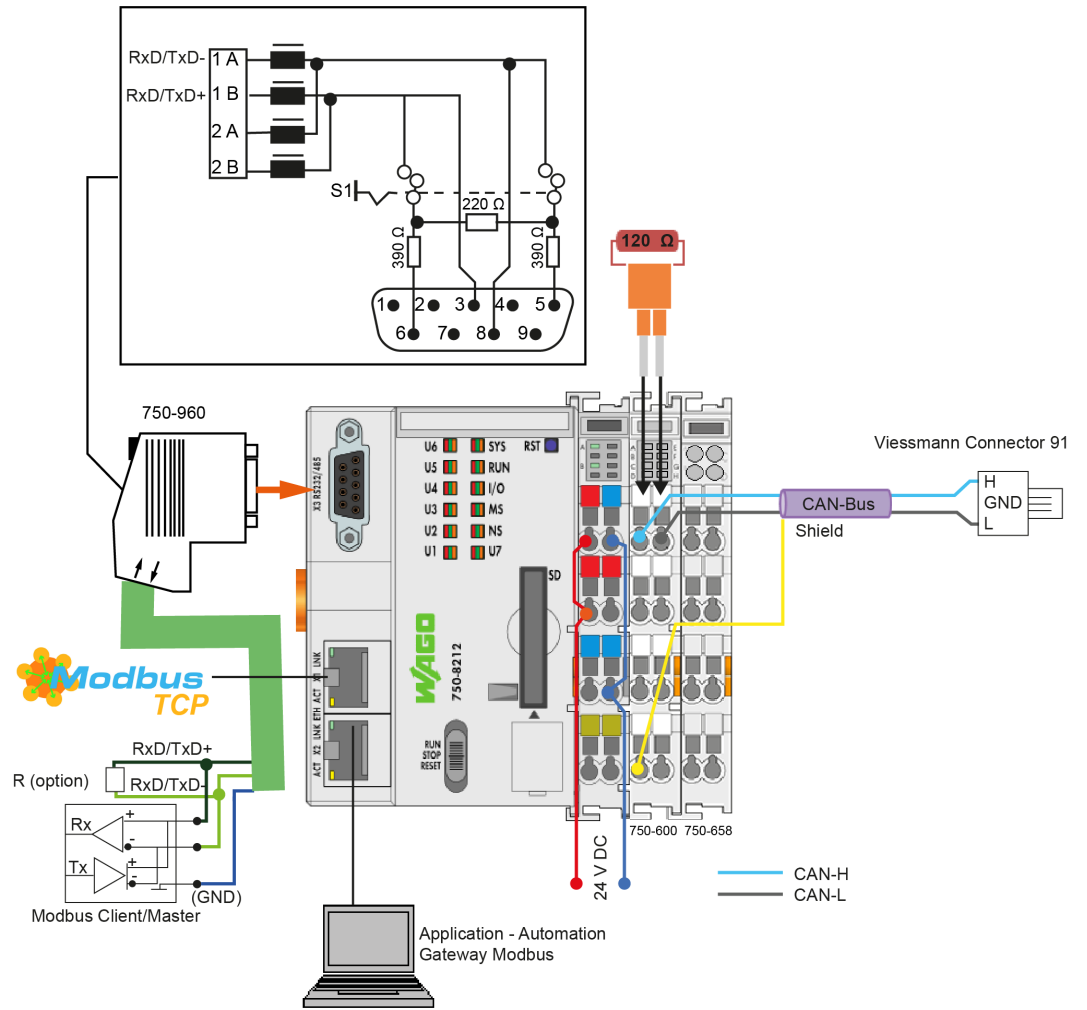 RxD/TxD-
1 A
RxD/TxD+
1 B
2 A
2 B
S1
220 Ω
390 Ω
390 Ω
1 2 3 4 5
6 7 8 9
120 Ω
750-960
Viessmann Connector 91
H
GND
L
CAN-Bus
Shield
X3 RS232/485
U6 SYS RST
U5 RUN
U4 I/O
U3 MS
U2 NS
U1 U7
A
B
A
B
C
D
E
F
G
H
SD
WAGO
750-8212
ACT X1 LNK
ACT X2 LNK ETH
RUN
STOP
RESET
Modbus
TCP
RxD/TxD+
R (option)
RxD/TxD-
Rx
+
-
Tx
+
-
(GND)
Modbus Client/Master
24 V DC
750-600 750-658
CAN-H
CAN-L
Application - Automation
Gateway Modbus